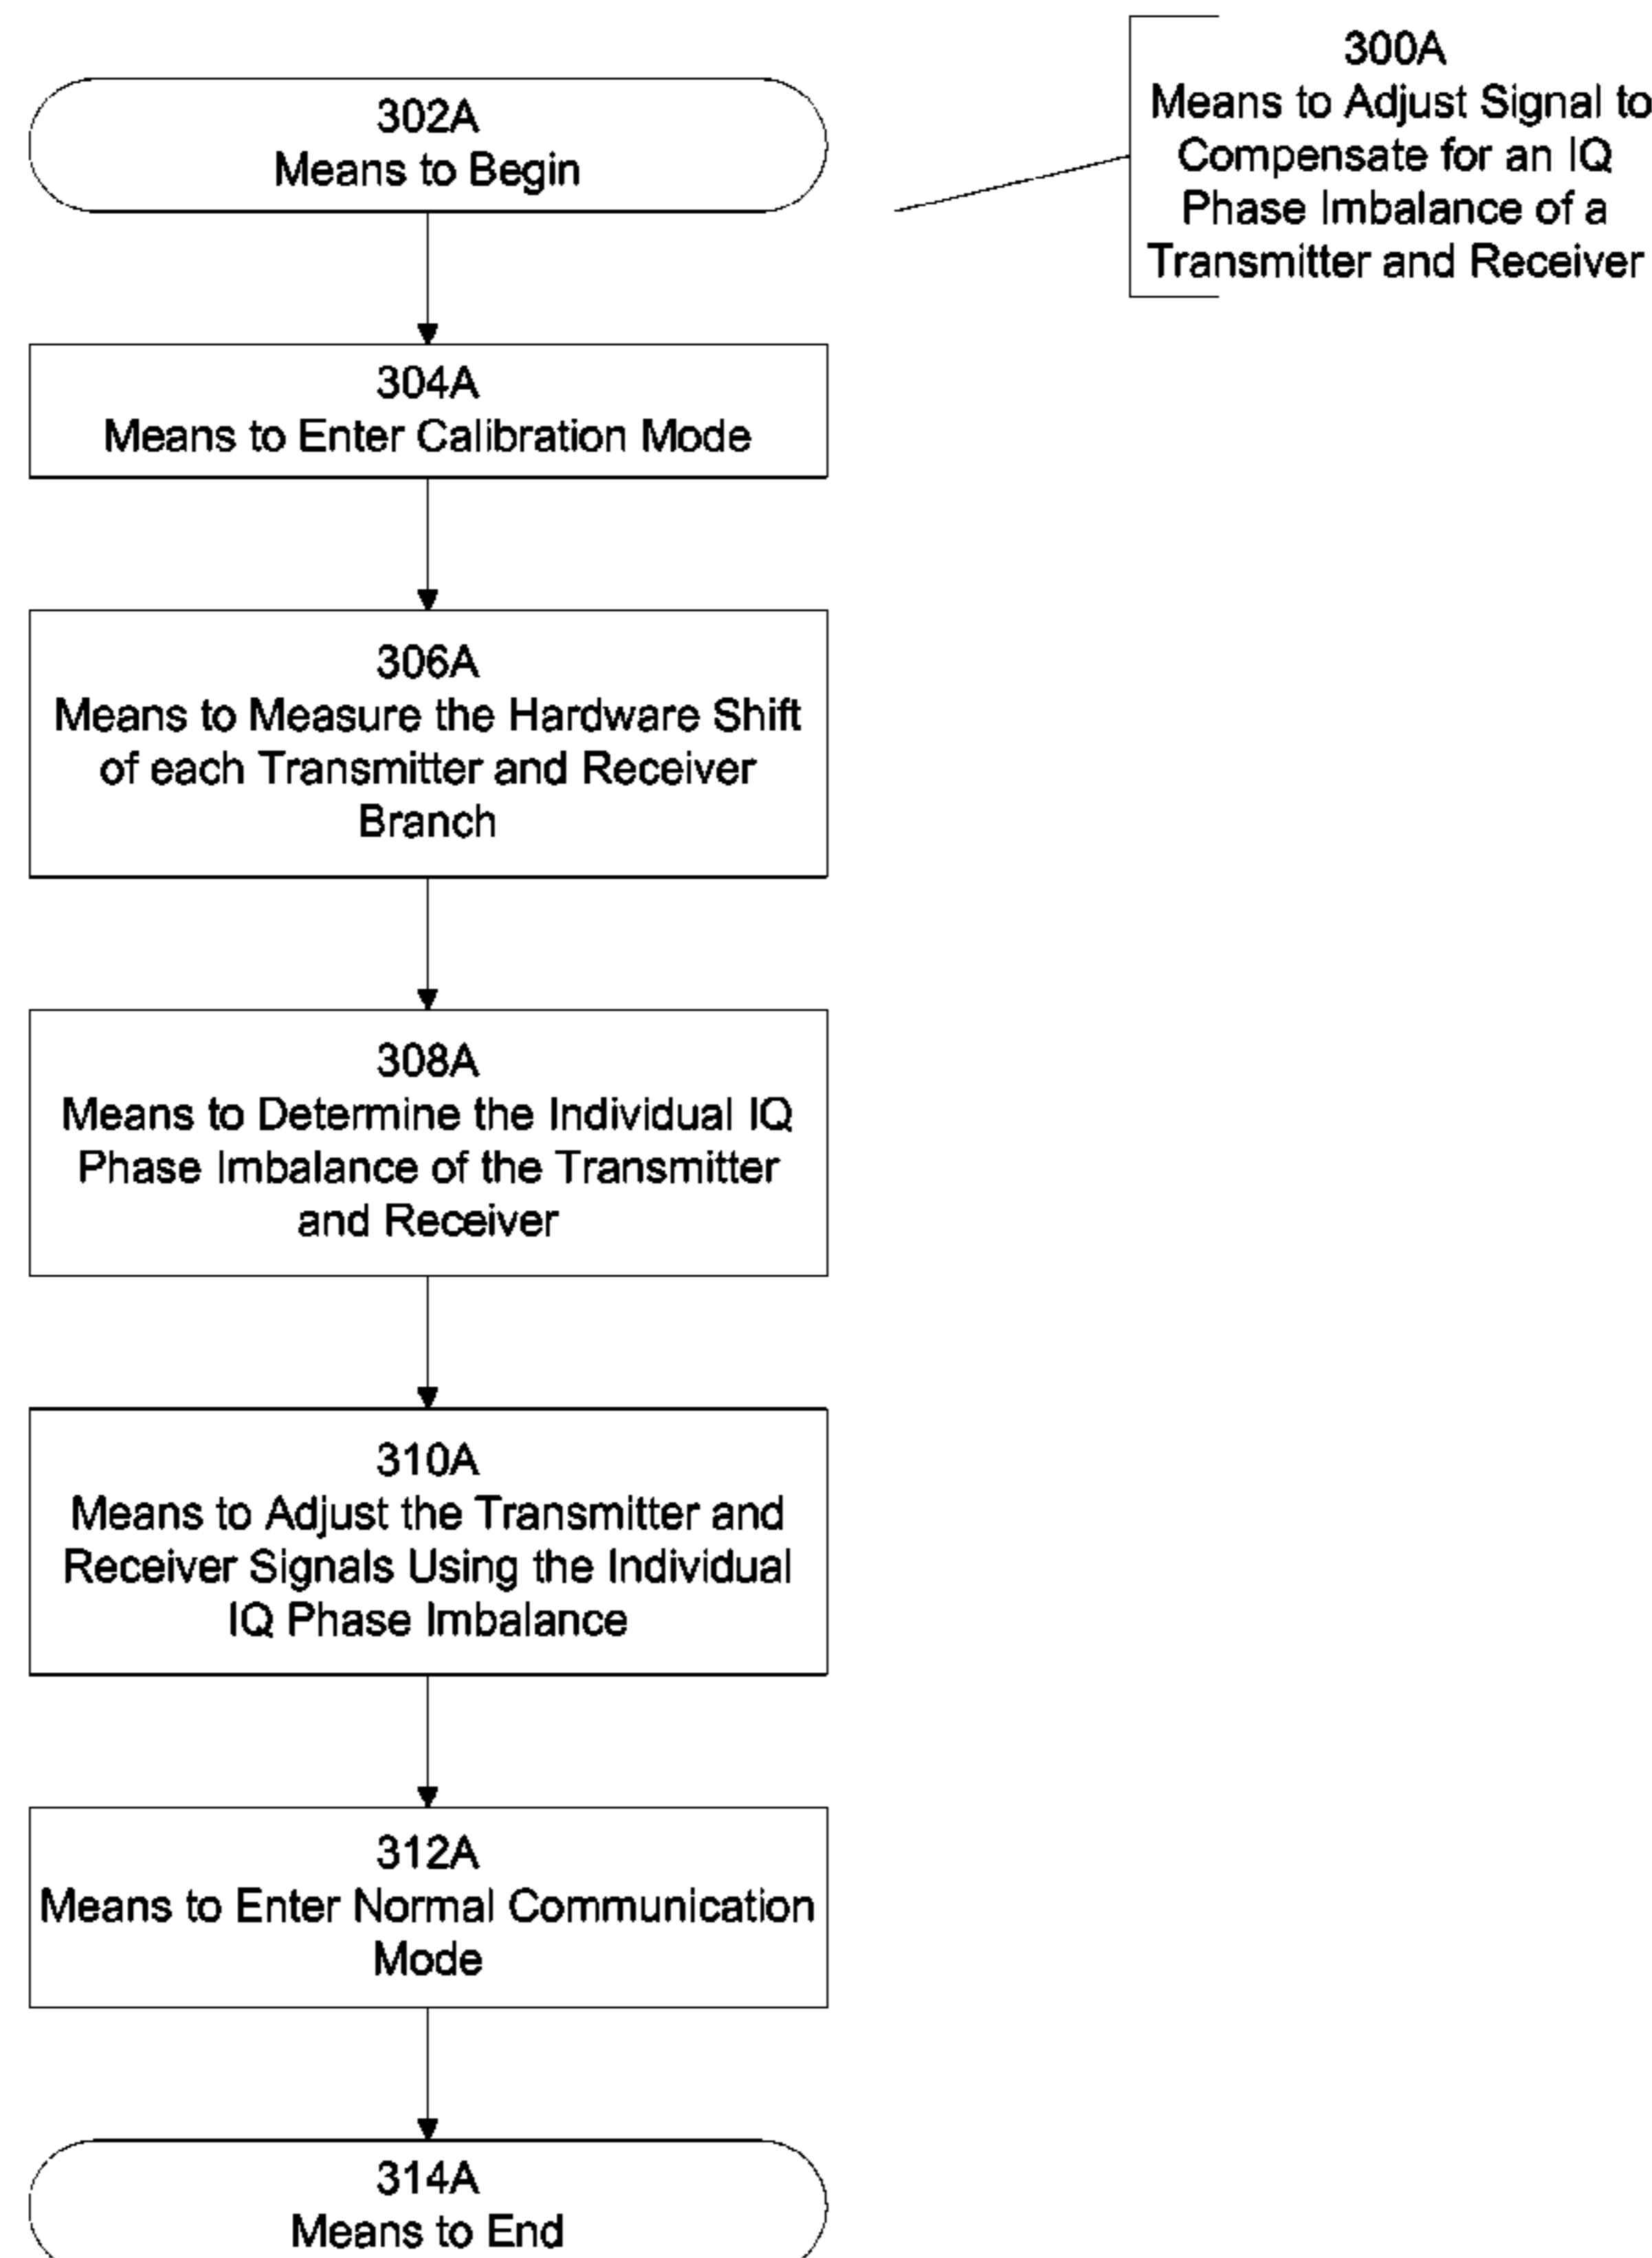 300A
Means to Adjust Signal to
Compensate for an IQ
Phase Imbalance of a
Transmitter and Receiver
302A
Means to Begin
304A
Means to Enter Calibration Mode
306A
Means to Measure the Hardware Shift
of each Transmitter and Receiver
Branch
308A
Means to Determine the Individual IQ
Phase Imbalance of the Transmitter
and Receiver
310A
Means to Adjust the Transmitter and
Receiver Signals Using the Individual
IQ Phase Imbalance
312A
Means to Enter Normal Communication
Mode
314A
Means to End